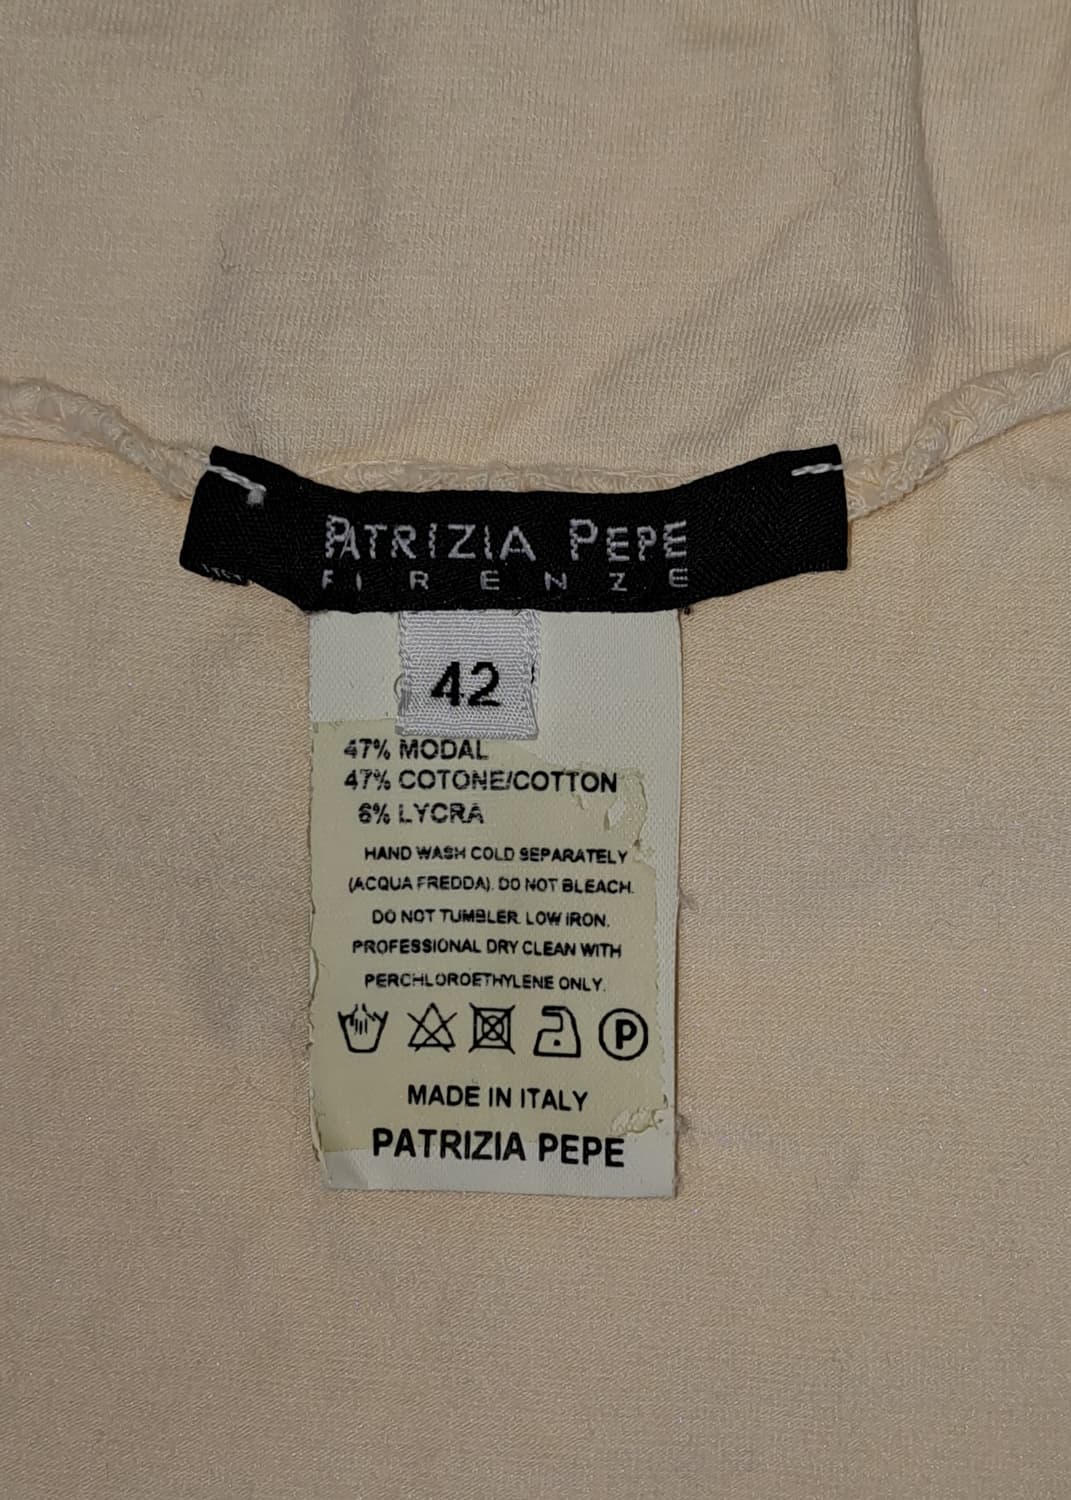 PATRIZIA PEPE
FIRENZE
42
47% MODAL
47% COTONE/COTTON
6% LYCRA
HAND WASH COLD SEPARATELY
(ACQUA FREDDA). DO NOT BLEACH.
DO NOT TUMBLER. LOW IRON.
PROFESSIONAL DRY CLEAN WITH
PERCHLOROETHYLENE ONLY.
P
MADE IN ITALY
PATRIZIA PEPE